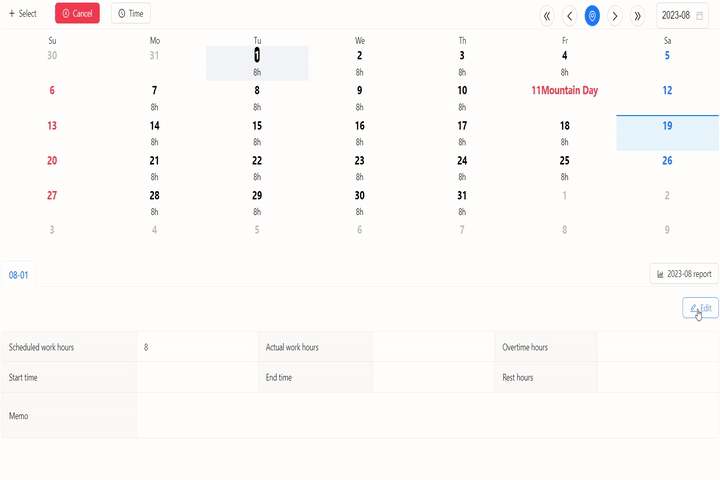 Select Cancel Time 2023-08
Su Mo Tu We Th Fr Sa
30 31 1 2 3 4 5
8h 8h 8h 8h
6 7 8 9 10 11Mountain Day 12
8h 8h 8h 8h
13 14 15 16 17 18 19
8h 8h 8h 8h 8h
20 21 22 23 24 25 26
8h 8h 8h 8h 8h
27 28 29 30 31 1 2
8h 8h 8h 8h
3 4 5 6 7 8 9
08-01 2023-08 report
Edit
Scheduled work hours 8 Actual work hours Overtime hours
Start time End time Rest hours
Memo